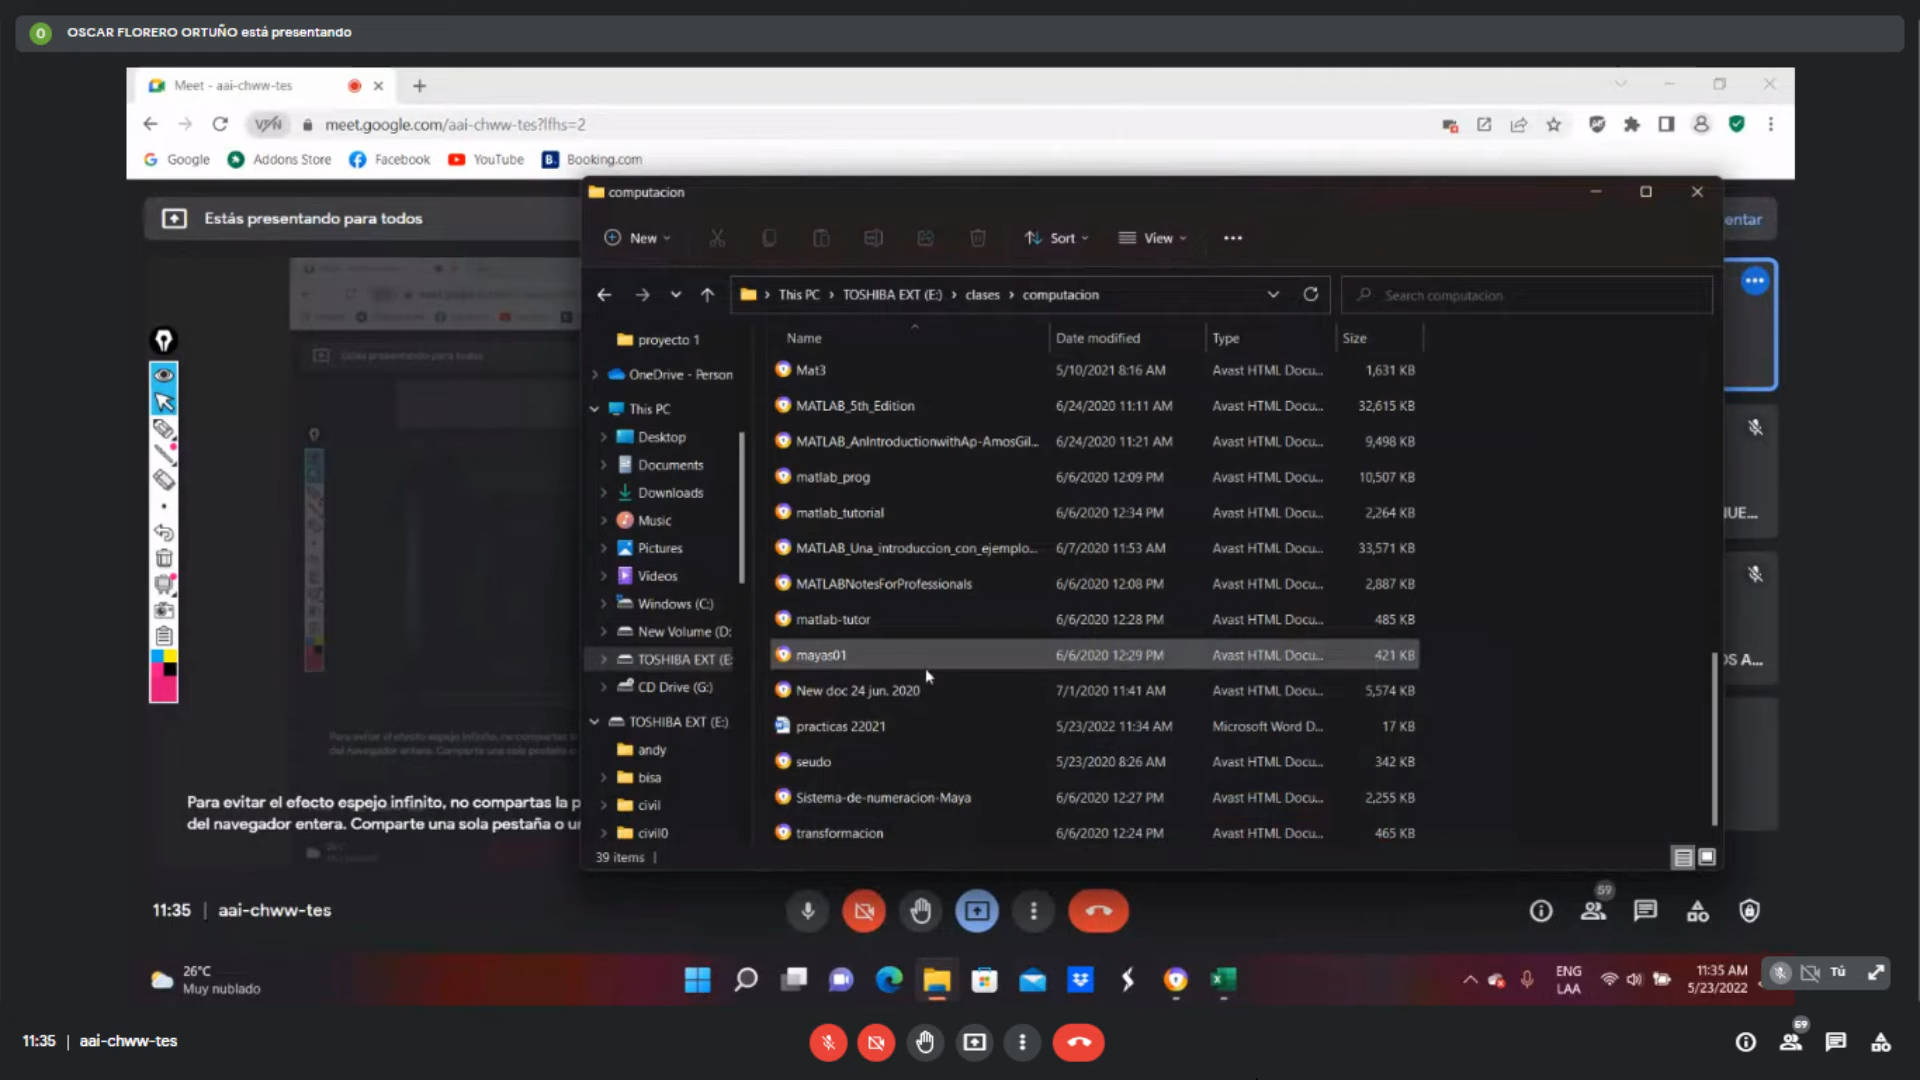 O OSCAR FLORERO ORTUÑO está presentando
Meet - aai-chww-tes
VPN meet.google.com/aai-chww-tes?lfhs=2
Google Addons Store Facebook YouTube B. Booking.com
computacion
Estás presentando para todos
entar
New Sort View
This PC > TOSHIBA EXT (E:) > clases > computacion
Search computacion
Name Date modified Type Size
proyecto 1
OneDrive - Person
This PC
Desktop
Documents
Downloads
Music
Pictures
Videos
Windows (C:)
New Volume (D:
TOSHIBA EXT (E:
CD Drive (G:)
TOSHIBA EXT (E:)
andy
bisa
civil
civil0
Mat3 5/10/2021 8:16 AM Avast HTML Docu... 1,631 KB
MATLAB_5th_Edition 6/24/2020 11:11 AM Avast HTML Docu... 32,615 KB
MATLAB_AnIntroductionwithAp-AmosGil... 6/24/2020 11:21 AM Avast HTML Docu... 9,498 KB
matlab_prog 6/6/2020 12:09 PM Avast HTML Docu... 10,507 KB
matlab_tutorial 6/6/2020 12:34 PM Avast HTML Docu... 2,264 KB
MATLAB_Una_introduccion_con_ejemplo... 6/7/2020 11:53 AM Avast HTML Docu... 33,571 KB
MATLABNotesForProfessionals 6/6/2020 12:08 PM Avast HTML Docu... 2,887 KB
matlab-tutor 6/6/2020 12:28 PM Avast HTML Docu... 485 KB
mayas01 6/6/2020 12:29 PM Avast HTML Docu... 421 KB
New doc 24 jun. 2020 7/1/2020 11:41 AM Avast HTML Docu... 5,574 KB
practicas 22021 5/23/2022 11:34 AM Microsoft Word D... 17 KB
seudo 5/23/2020 8:26 AM Avast HTML Docu... 342 KB
Sistema-de-numeracion-Maya 6/6/2020 12:27 PM Avast HTML Docu... 2,255 KB
transformacion 6/6/2020 12:24 PM Avast HTML Docu... 465 KB
39 items
UE...
OS A...
Para evitar el efecto espejo infinito, no compartas la p
del navegador entera. Comparte una sola pestaña o u
11:35 | aai-chww-tes
59
26°C
Muy nublado
ENG
LAA
11:35 AM
5/23/2022
Tú
11:35 | aai-chww-tes
59